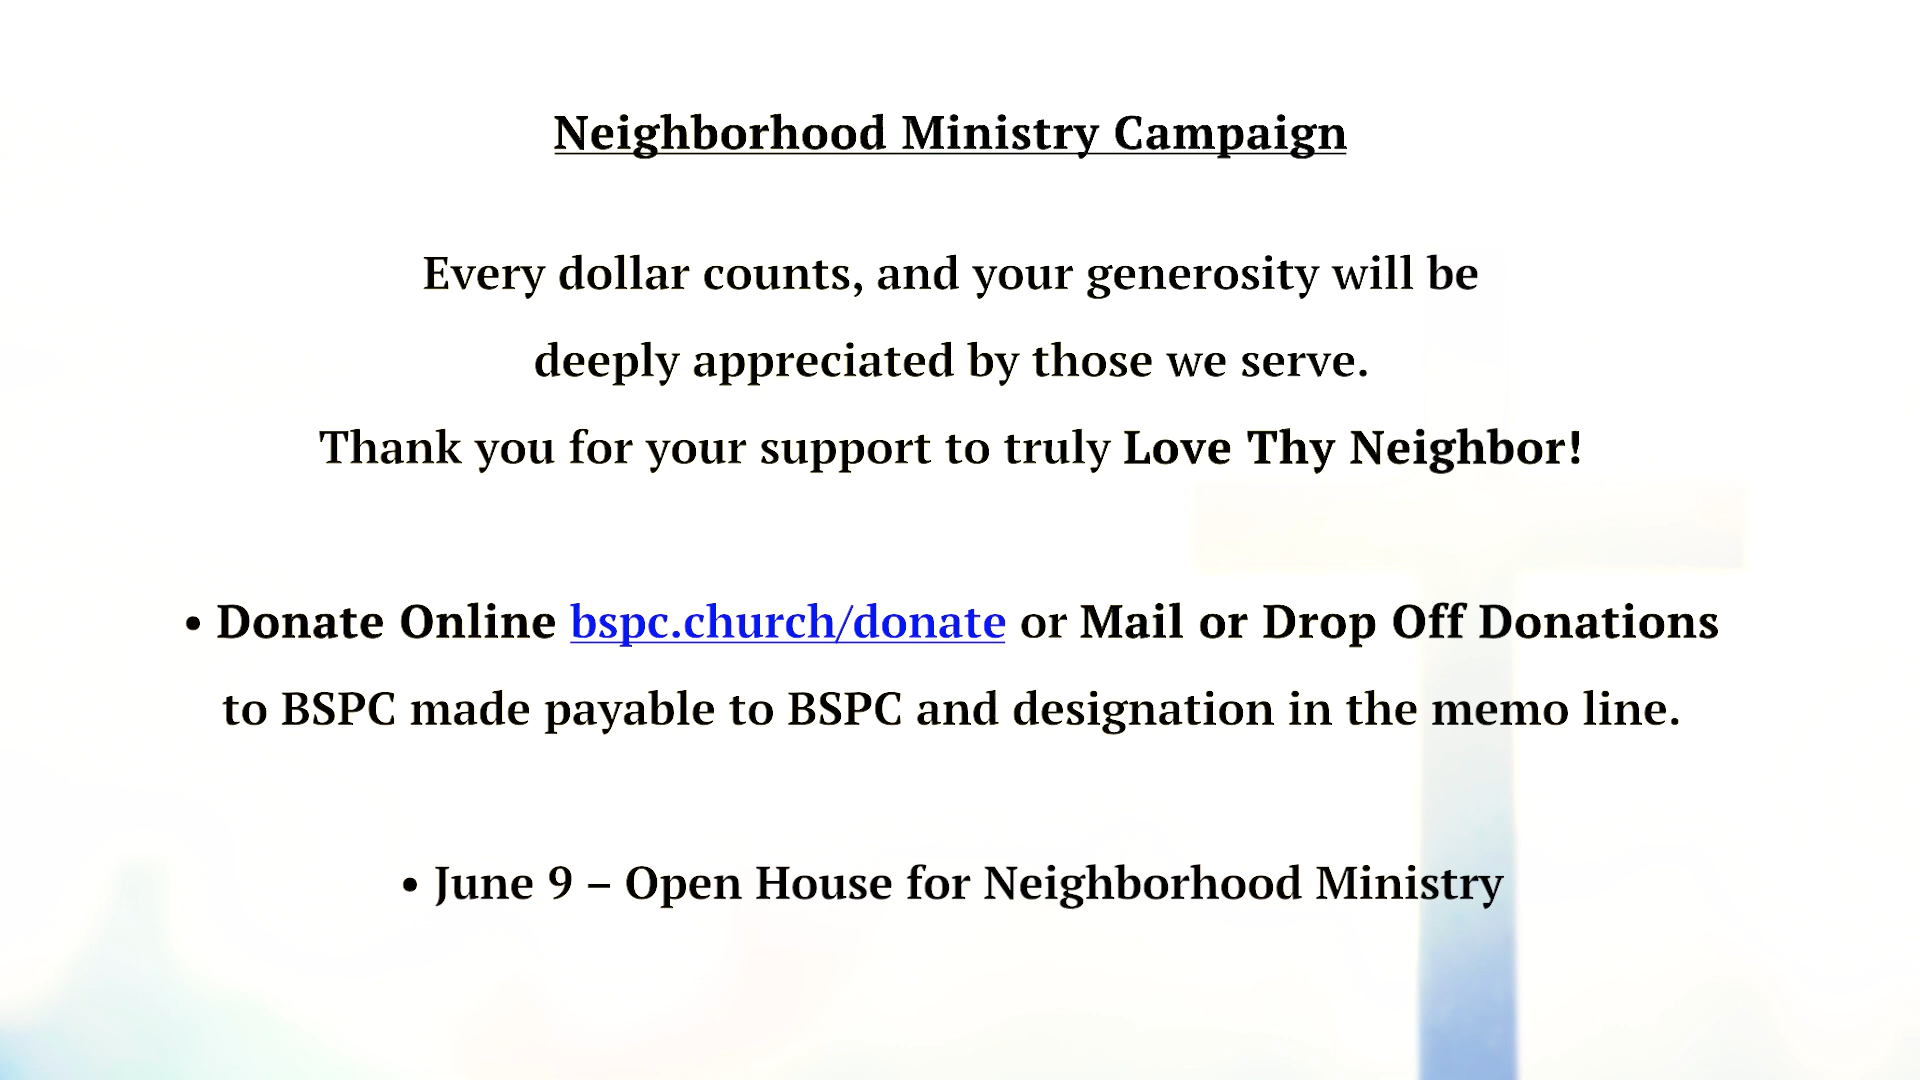 Neighborhood Ministry Campaign
Every dollar counts, and your generosity will be
deeply appreciated by those we serve.
Thank you for your support to truly Love Thy Neighbor!
• Donate Online bspc.church/donate or Mail or Drop Off Donations
to BSPC made payable to BSPC and designation in the memo line.
• June 9 – Open House for Neighborhood Ministry